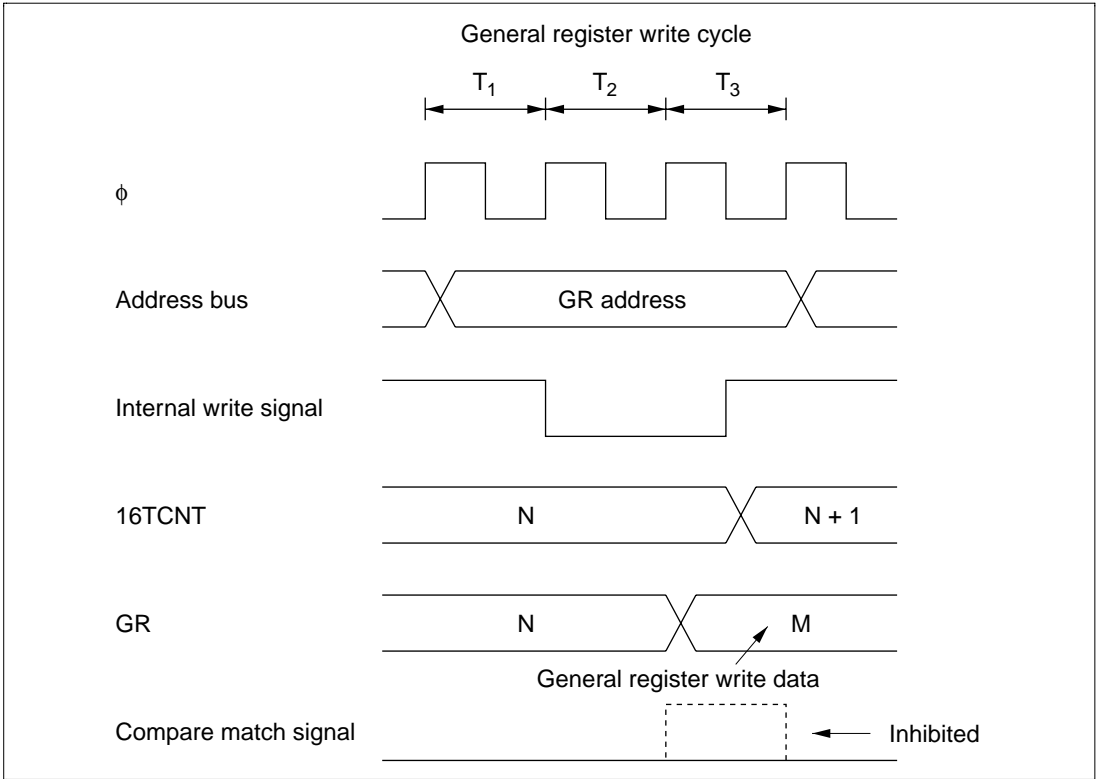 General register write cycle
T1 T2 T3
φ
Address bus
GR address
Internal write signal
16TCNT
N
N + 1
GR
N
M
General register write data
Compare match signal
Inhibited